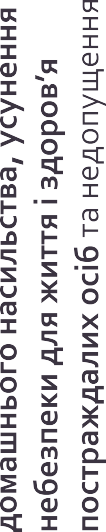 домашнього насильства, усунення
небезпеки для життя і здоров’я
постраждалих осіб та недопущення